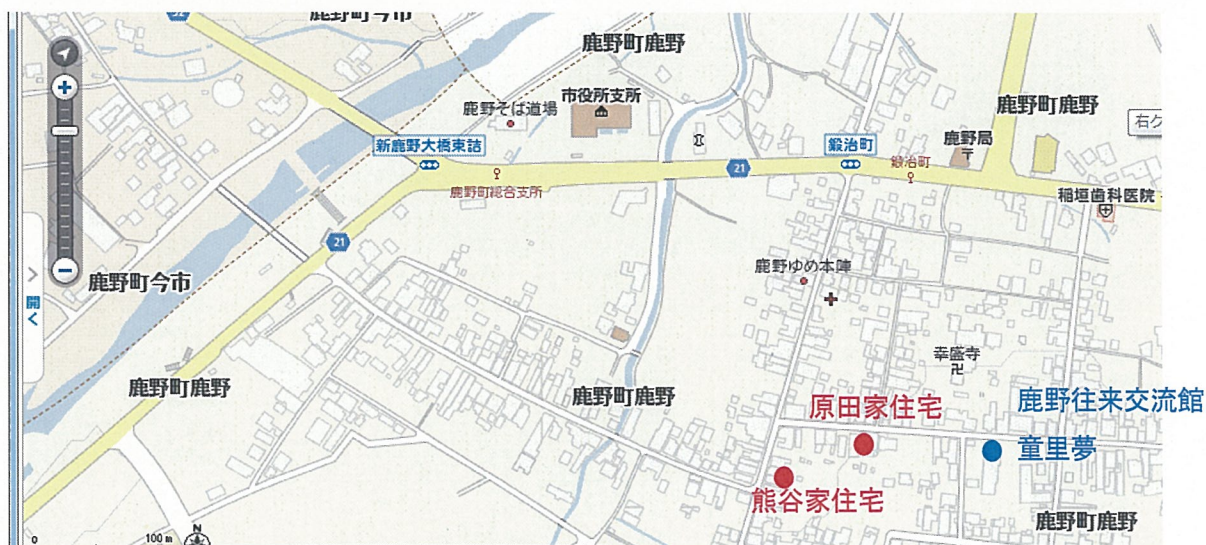 鹿野町今市
32
鹿野町鹿野
市役所支所
鹿野そば道場
鹿野町鹿野
右ク
新鹿野大橋東詰
鍛治町
鹿野局
21
鍛治町
鹿野町総合支所
稲垣歯科医院
21
鹿野ゆめ本陣
鹿野町今市
開く
幸盛寺
鹿野町鹿野
鹿野町鹿野
原田家住宅
鹿野往来交流館
童里夢
熊谷家住宅
鹿野町鹿野
0
100 m
N